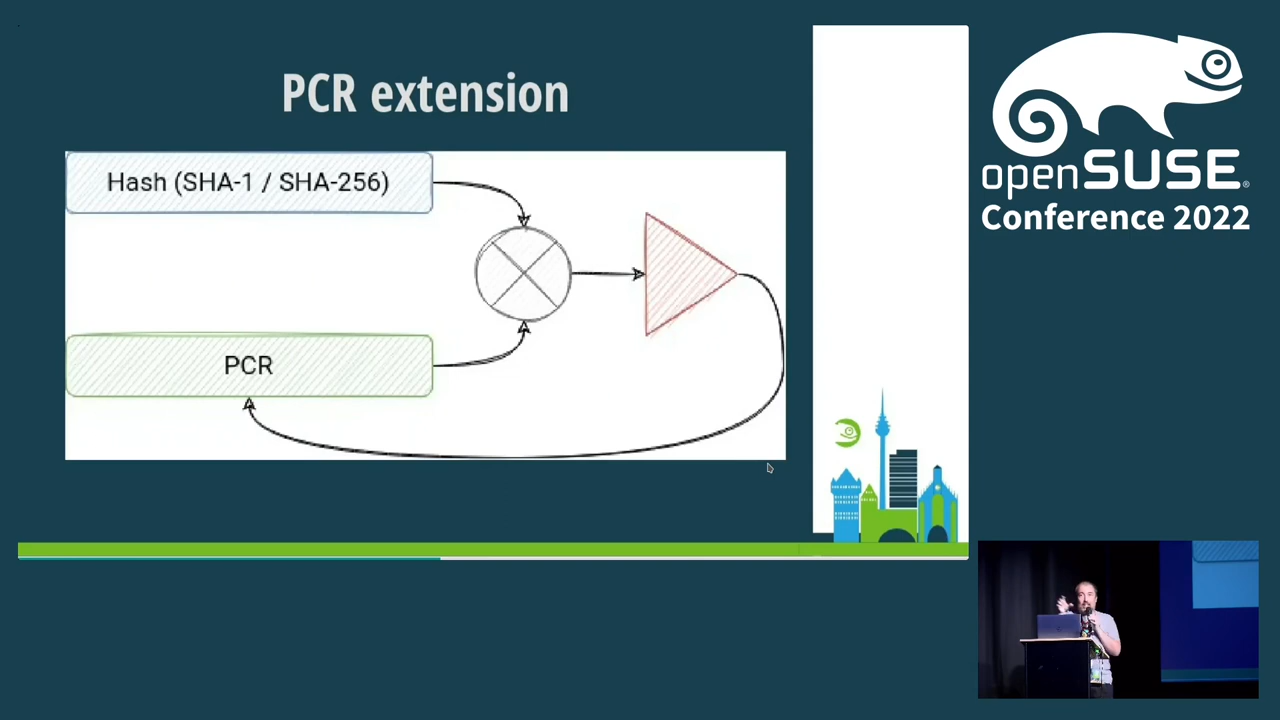 PCR extension
Hash (SHA-1 / SHA-256)
PCR
openSUSE®
Conference 2022